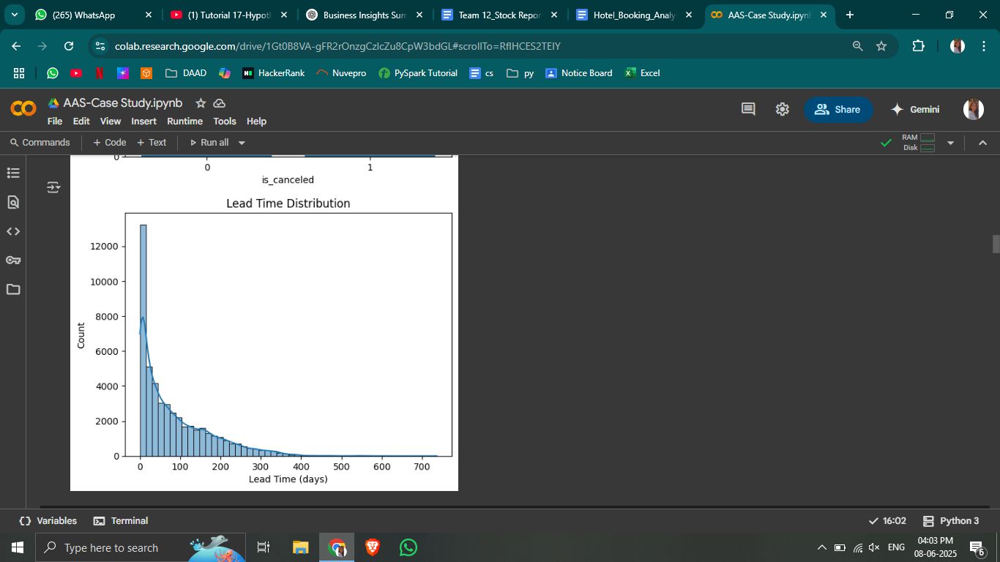 (265) WhatsApp
(1) Tutorial 17-Hypoth
Business Insights Sum
Team 12_Stock Repor
Hotel_Booking_Analy
AAS-Case Study.ipynb
colab.research.google.com/drive/1Gt0B8VA-gFR2rOnzgCzlcZu8CpW3bdGL#scrollTo=RflHCES2TElY
DAAD
HackerRank
Nuvepro
PySpark Tutorial
cs
py
Notice Board
Excel
AAS-Case Study.ipynb
File Edit View Insert Runtime Tools Help
Share
Gemini
Commands + Code + Text Run all
RAM
Disk
0
0 1
is_canceled
Lead Time Distribution
12000
10000
8000
6000
4000
2000
0
Count
0 100 200 300 400 500 600 700
Lead Time (days)
Variables Terminal
16:02 Python 3
Type here to search
ENG
04:03 PM
08-06-2025
6